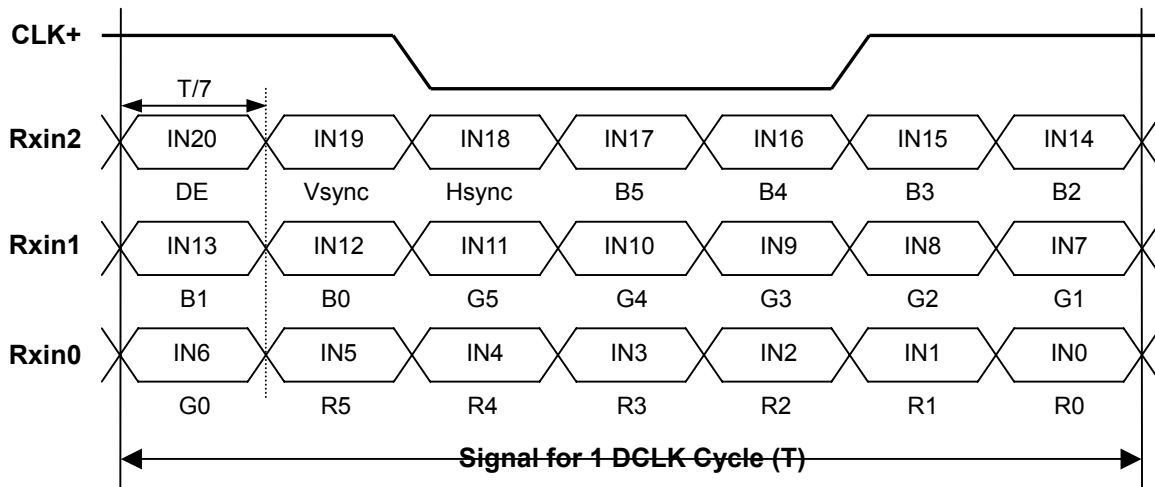 CLK+
T/7
Rxin2 IN20 IN19 IN18 IN17 IN16 IN15 IN14
DE Vsync Hsync B5 B4 B3 B2
Rxin1 IN13 IN12 IN11 IN10 IN9 IN8 IN7
B1 B0 G5 G4 G3 G2 G1
Rxin0 IN6 IN5 IN4 IN3 IN2 IN1 IN0
G0 R5 R4 R3 R2 R1 R0
Signal for 1 DCLK Cycle (T)